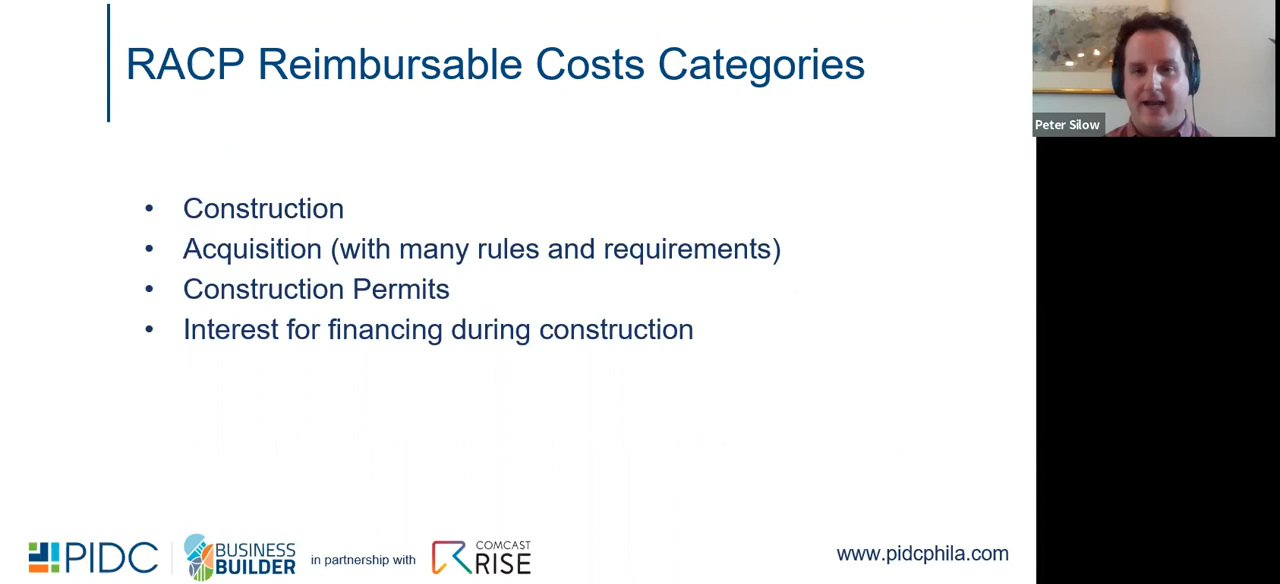 RACP Reimbursable Costs Categories
Peter Silow
• Construction
• Acquisition (with many rules and requirements)
• Construction Permits
• Interest for financing during construction
PIDC
BUSINESS
BUILDER
in partnership with
COMCAST
RISE
www.pidcphila.com